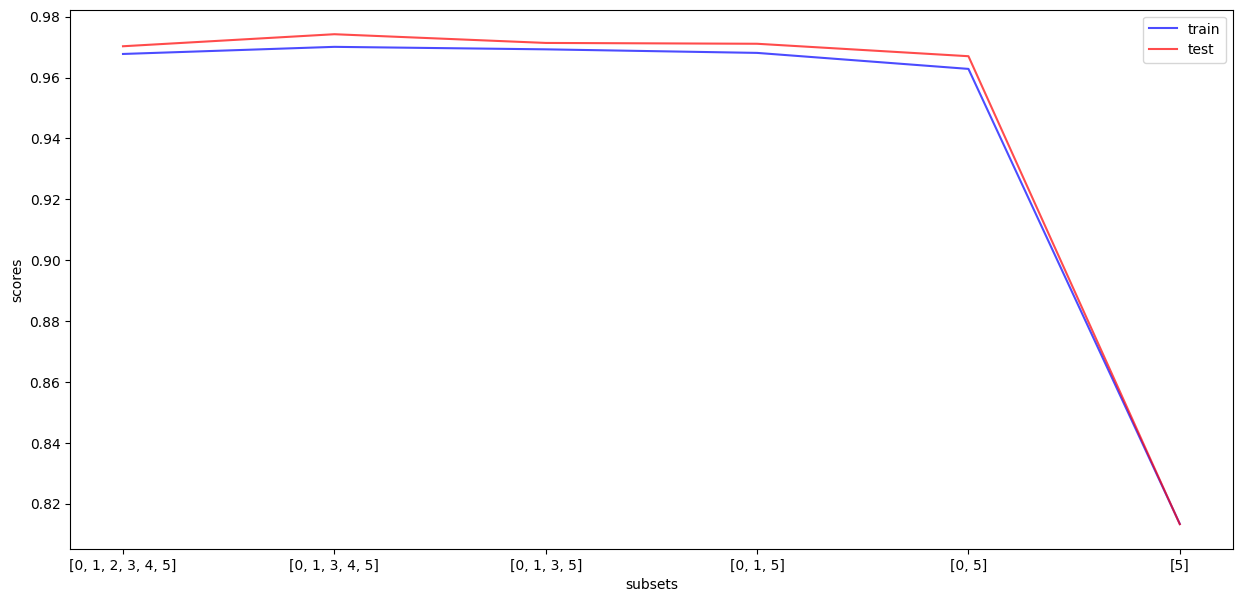 0.98
0.96
0.94
0.92
0.90
0.88
0.86
0.84
0.82
scores
train
test
[0, 1, 2, 3, 4, 5]
[0, 1, 3, 4, 5]
[0, 1, 3, 5]
[0, 1, 5]
[0, 5]
[5]
subsets